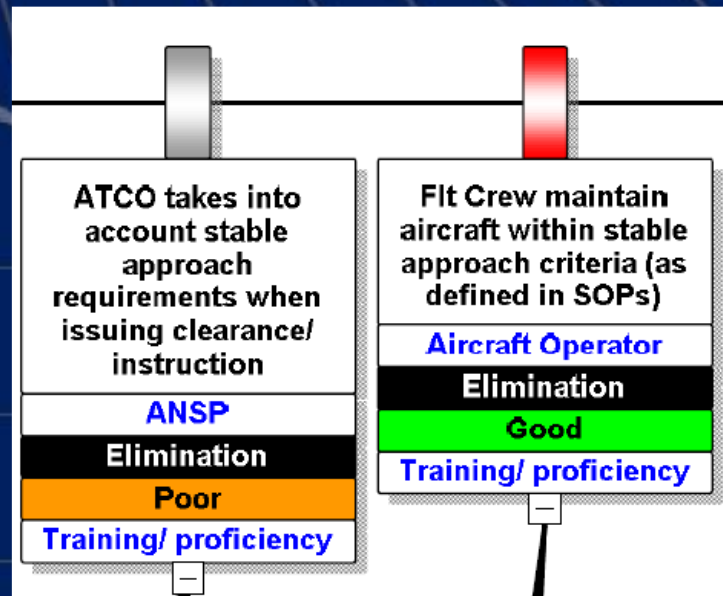 ATCO takes into
account stable
approach
requirements when
issuing clearance/
instruction
ANSP
Elimination
Poor
Training/ proficiency
Flt Crew maintain
aircraft within stable
approach criteria (as
defined in SOPs)
Aircraft Operator
Elimination
Good
Training/ proficiency